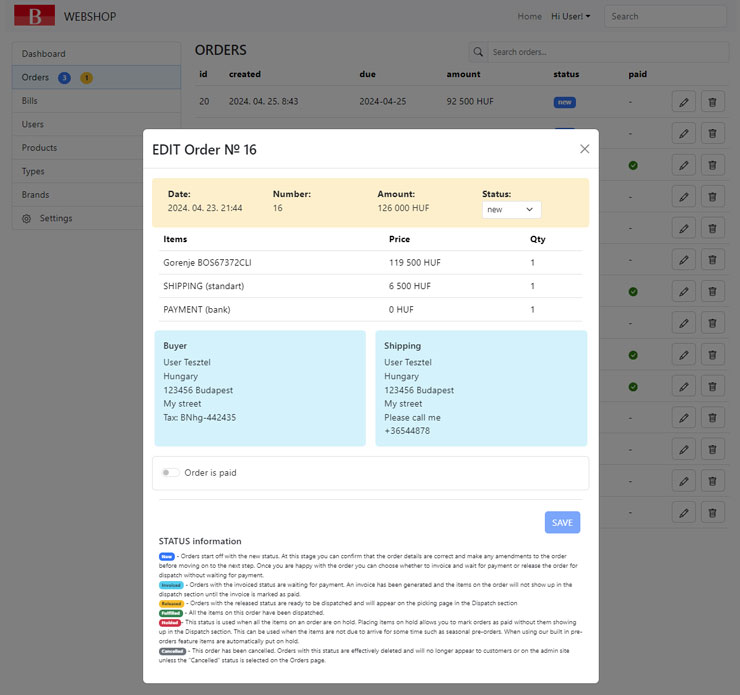 B WEBSHOP Home Hi User! Search
Dashboard
Orders 3 1
Bills
Users
Products
Types
Brands
Settings
ORDERS Search orders...
id created due amount status paid
20 2024. 04. 25. 8:43 2024-04-25 92 500 HUF new -
-
-
-
-
-
-
-
-
-
-
EDIT Order № 16
Date: Number: Amount: Status:
2024. 04. 23. 21:44 16 126 000 HUF new
Items Price Qty
Gorenje BOS67372CLI 119 500 HUF 1
SHIPPING (standart) 6 500 HUF 1
PAYMENT (bank) 0 HUF 1
Buyer
User Tesztel
Hungary
123456 Budapest
My street
Tax: BNhg-442435
Shipping
User Tesztel
Hungary
123456 Budapest
My street
Please call me
+36544878
Order is paid
SAVE
STATUS information
New - Orders start off with the new status. At this stage you can confirm that the order details are correct and make any amendments to the order
before moving on to the next step. Once you are happy with the order you can choose whether to invoice and wait for payment or release the order for
dispatch without waiting for payment.
Invoiced - Orders with the invoiced status are waiting for payment. An invoice has been generated and the items on the order will not show up in the
dispatch section until the invoice is marked as paid.
Released - Orders with the released status are ready to be dispatched and will appear on the picking page in the Dispatch section
Fulfilled - All the items on this order have been dispatched.
Holded - This status is used when all the items on an order are on hold. Placing items on hold allows you to mark orders as paid without them showing
up in the Dispatch section. This can be used when the items are not due to arrive for some time such as seasonal pre-orders. When using our built in pre-
orders feature items are automatically put on hold.
Cancelled - This order has been cancelled. Orders with this status are effectively deleted and will no longer appear to customers or on the admin site
unless the "Cancelled" status is selected on the Orders page.